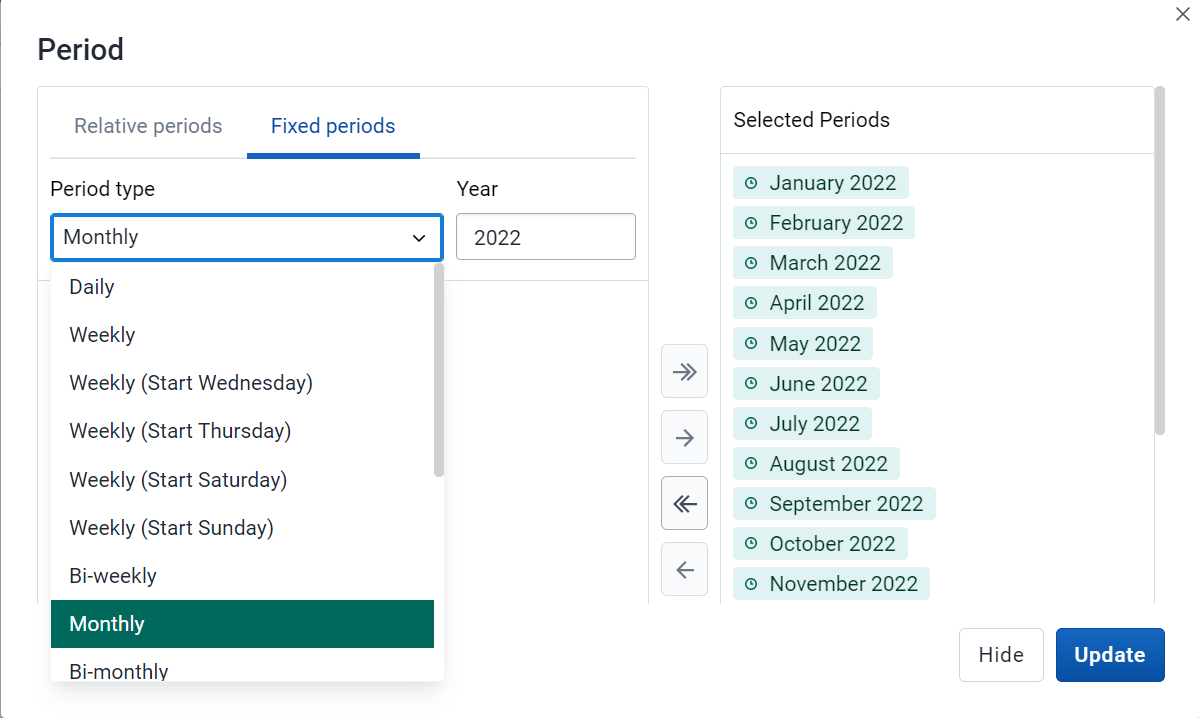 Period
Relative periods
Fixed periods
Period type
Year
Monthly
2022
Daily
Weekly
Weekly (Start Wednesday)
Weekly (Start Thursday)
Weekly (Start Saturday)
Weekly (Start Sunday)
Bi-weekly
Monthly
Bi-monthly
Selected Periods
January 2022
February 2022
March 2022
April 2022
May 2022
June 2022
July 2022
August 2022
September 2022
October 2022
November 2022
Hide
Update